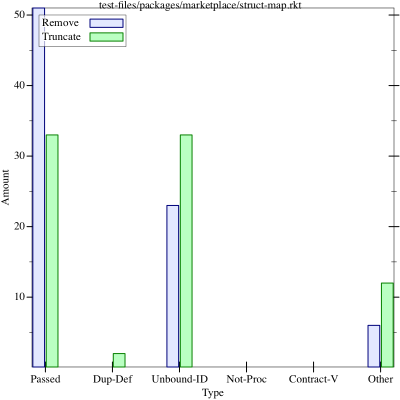 test-files/packages/marketplace/struct-map.rkt
Remove
Truncate
50
40
30
20
10
Amount
Passed Dup-Def Unbound-ID Not-Proc Contract-V Other
Type